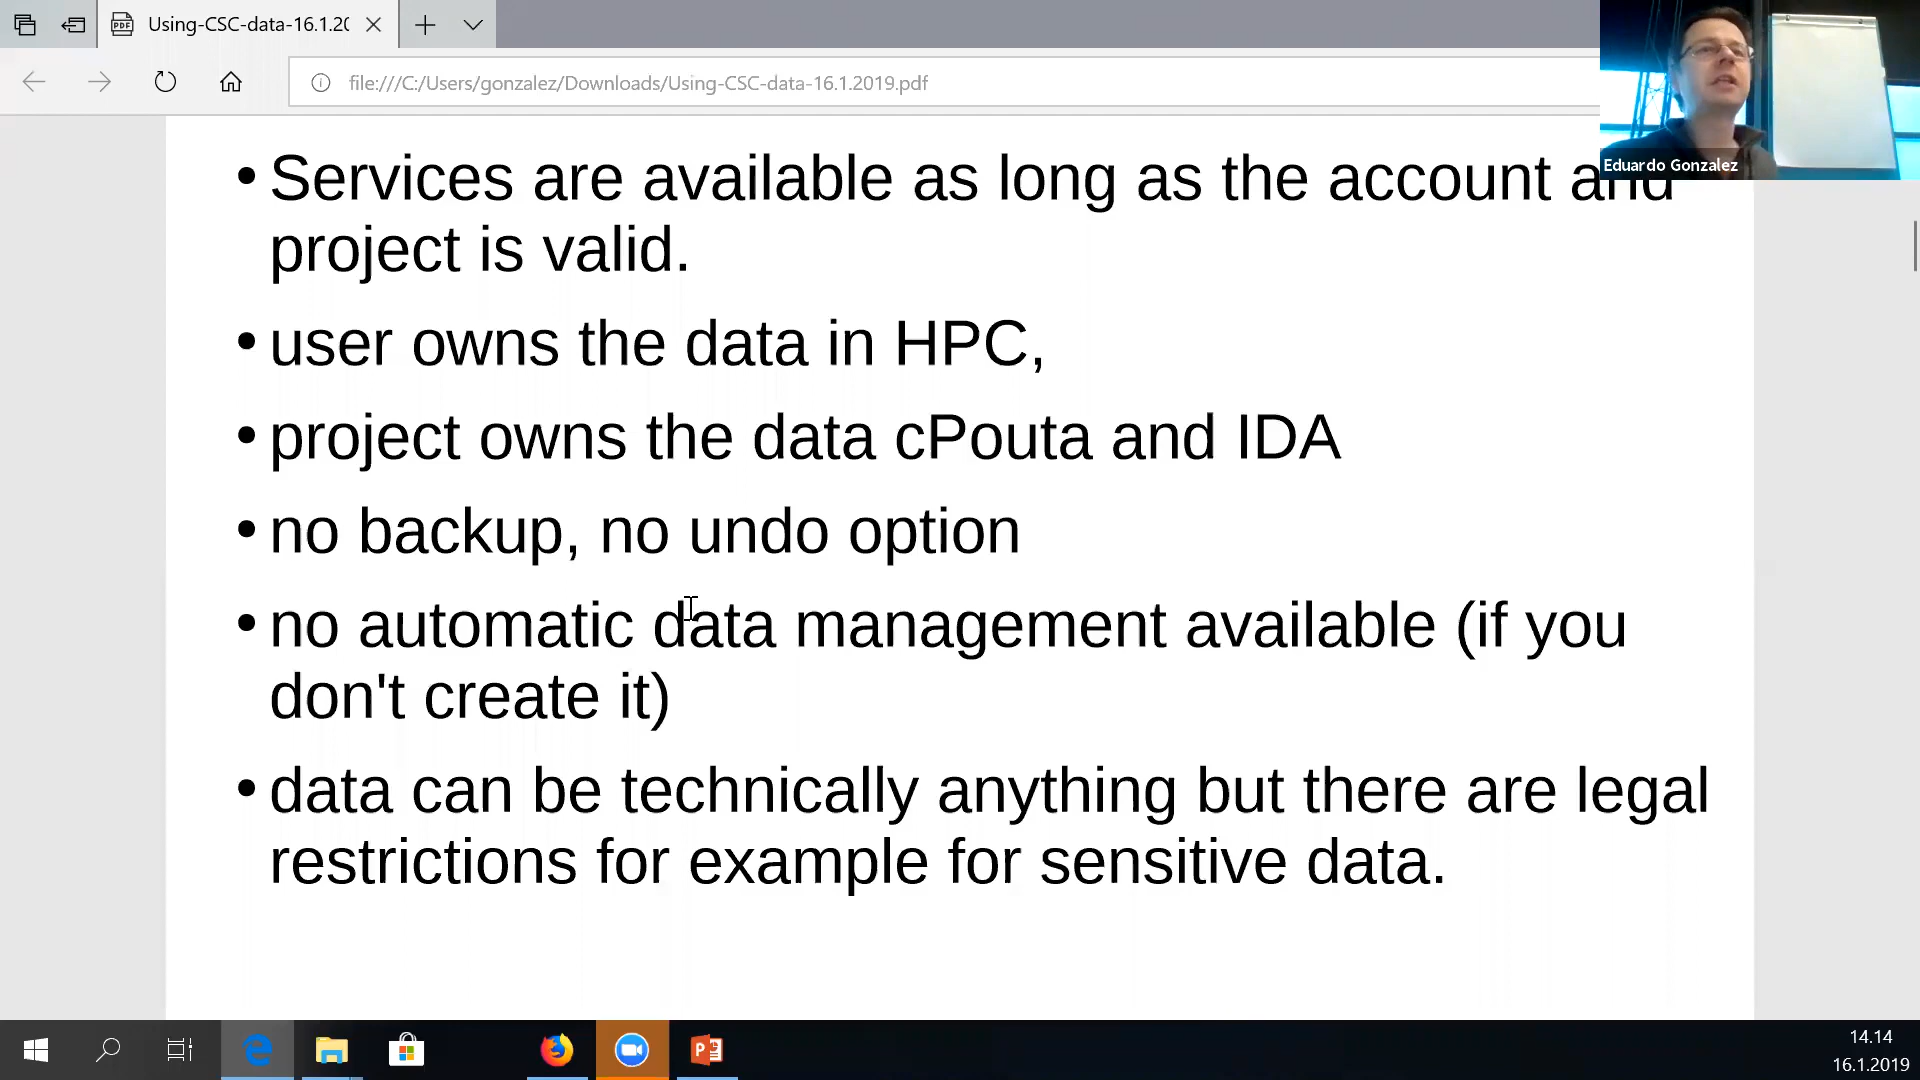 Using-CSC-data-16.1.20
file:///C:/Users/gonzalez/Downloads/Using-CSC-data-16.1.2019.pdf
Eduardo Gonzalez
• Services are available as long as the account and
project is valid.
• user owns the data in HPC,
• project owns the data cPouta and IDA
• no backup, no undo option
• no automatic data management available (if you
don't create it)
• data can be technically anything but there are legal
restrictions for example for sensitive data.
14.14
16.1.2019